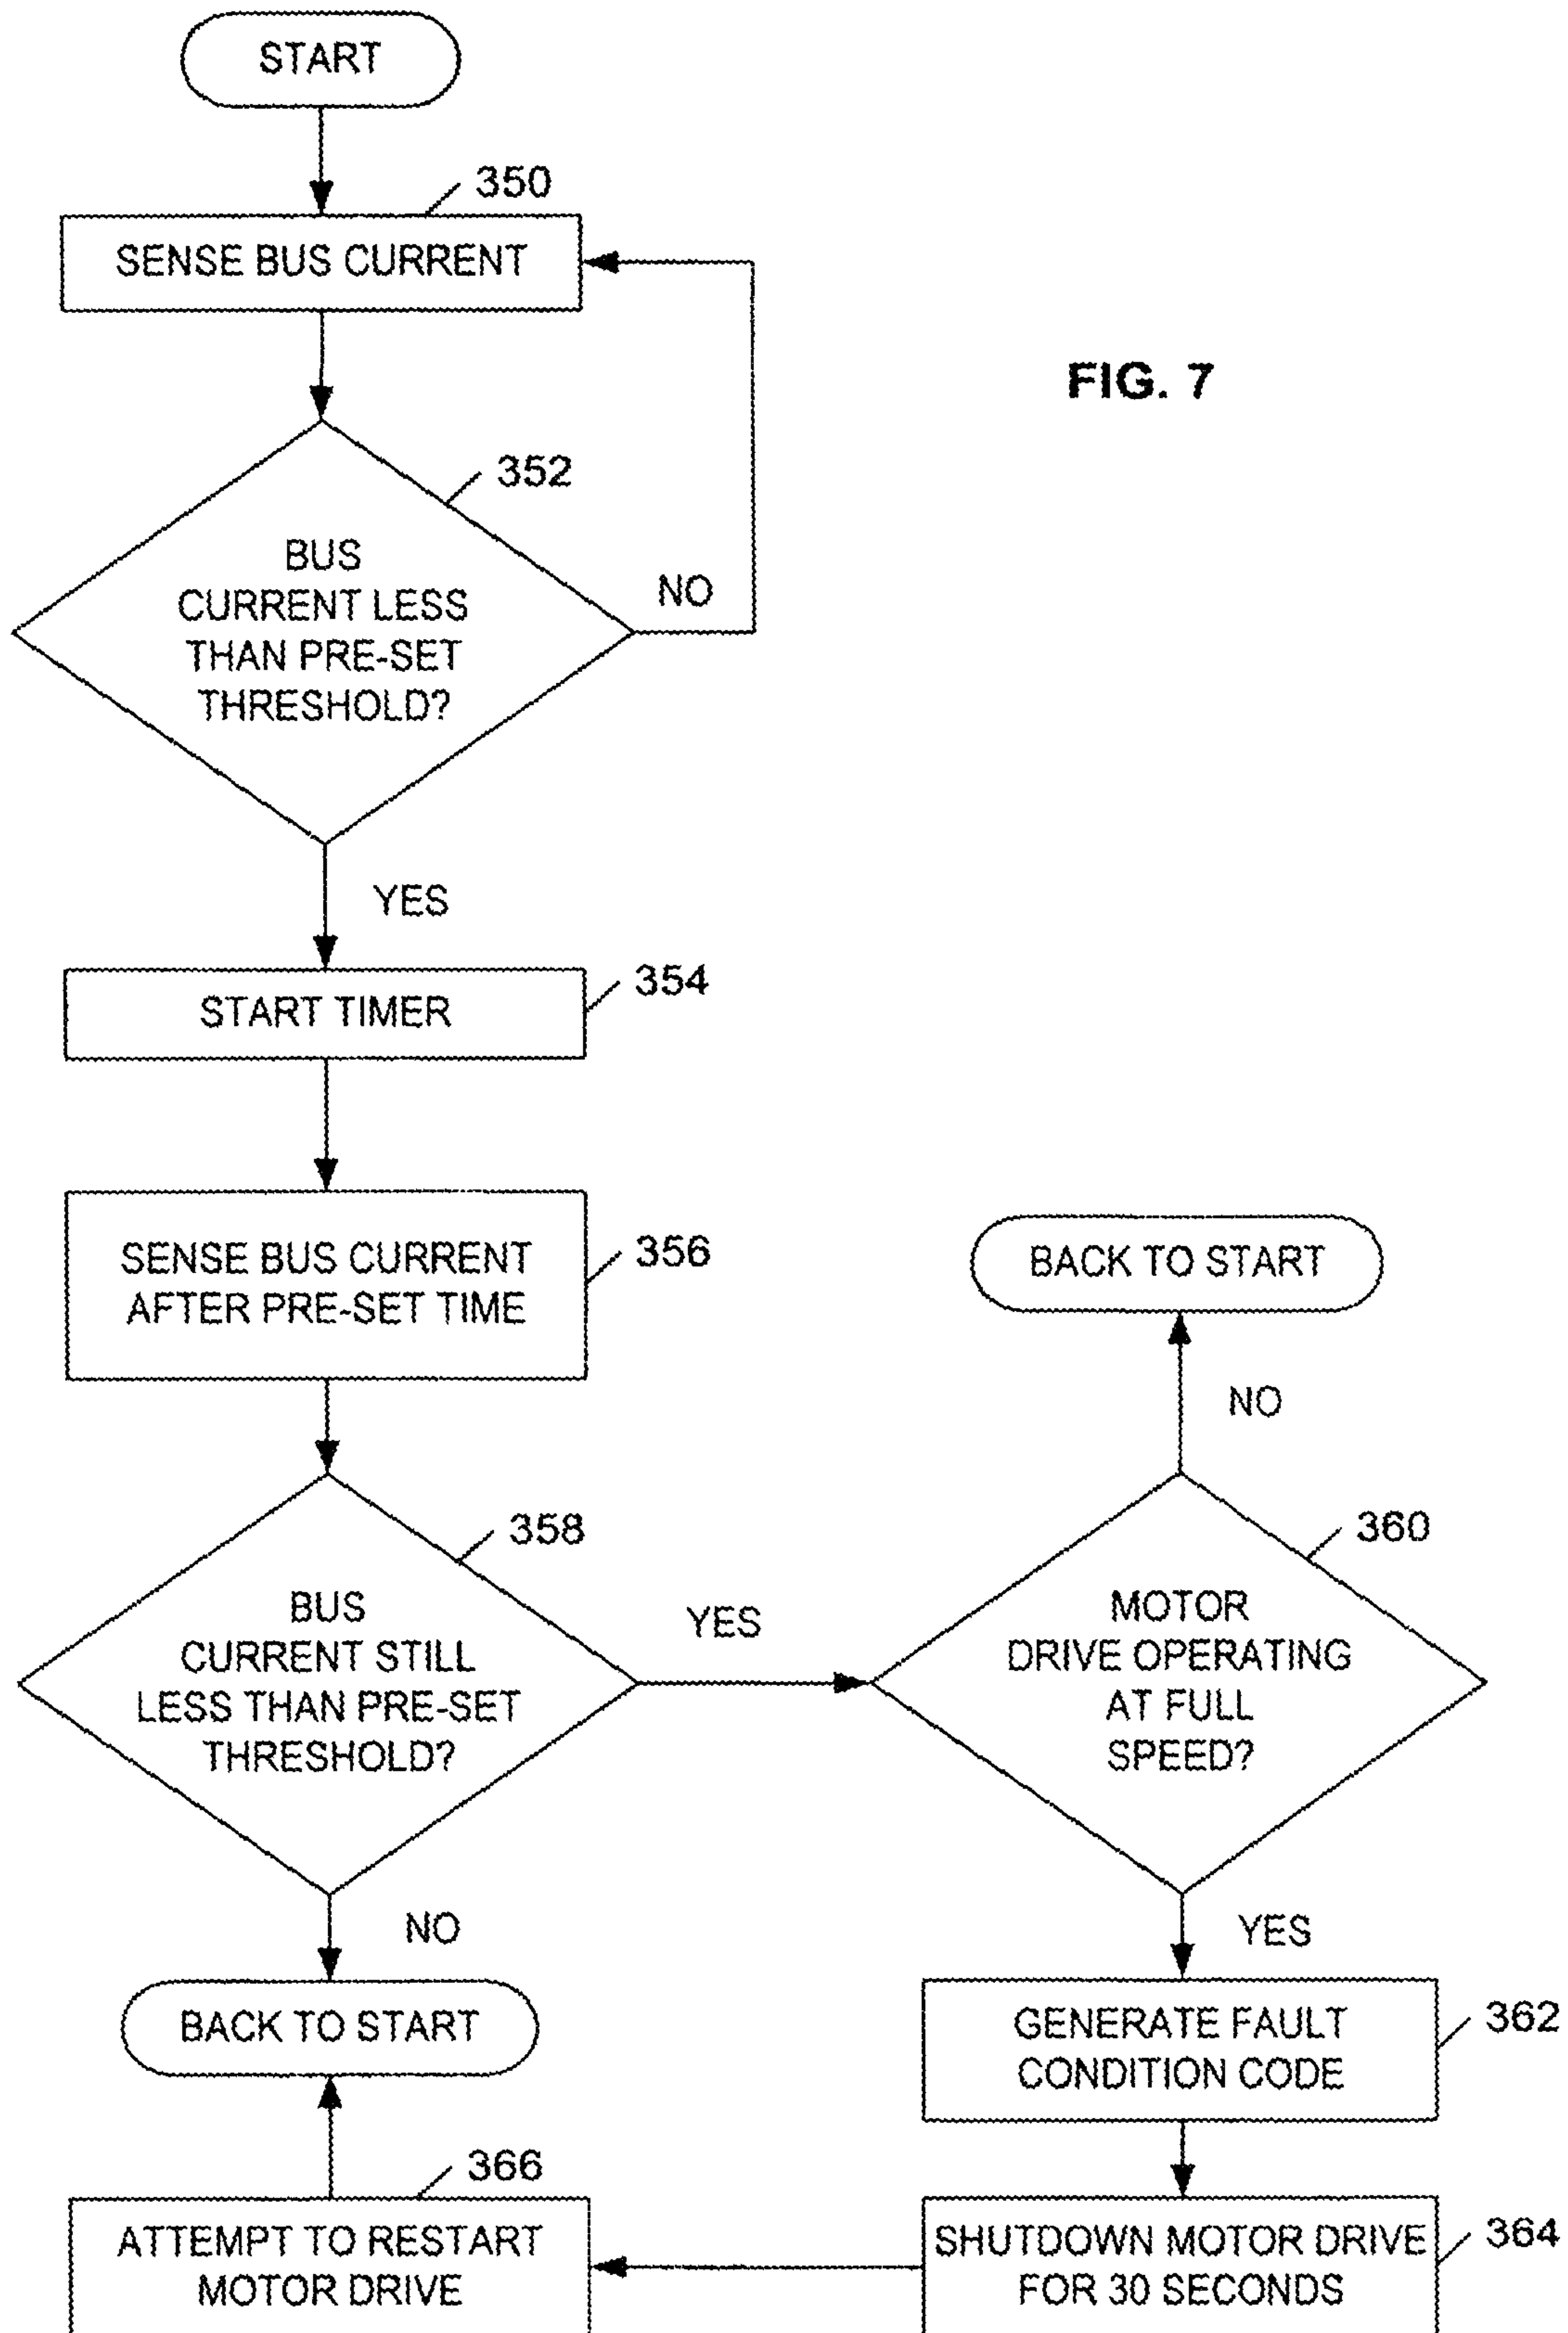 START
350
SENSE BUS CURRENT
FIG. 7
352
BUS
CURRENT LESS
THAN PRE-SET
THRESHOLD?
NO
YES
354
START TIMER
356
SENSE BUS CURRENT
AFTER PRE-SET TIME
BACK TO START
NO
358
BUS
CURRENT STILL
LESS THAN PRE-SET
THRESHOLD?
YES
360
MOTOR
DRIVE OPERATING
AT FULL
SPEED?
NO
YES
BACK TO START
362
GENERATE FAULT
CONDITION CODE
366
ATTEMPT TO RESTART
MOTOR DRIVE
364
SHUTDOWN MOTOR DRIVE
FOR 30 SECONDS